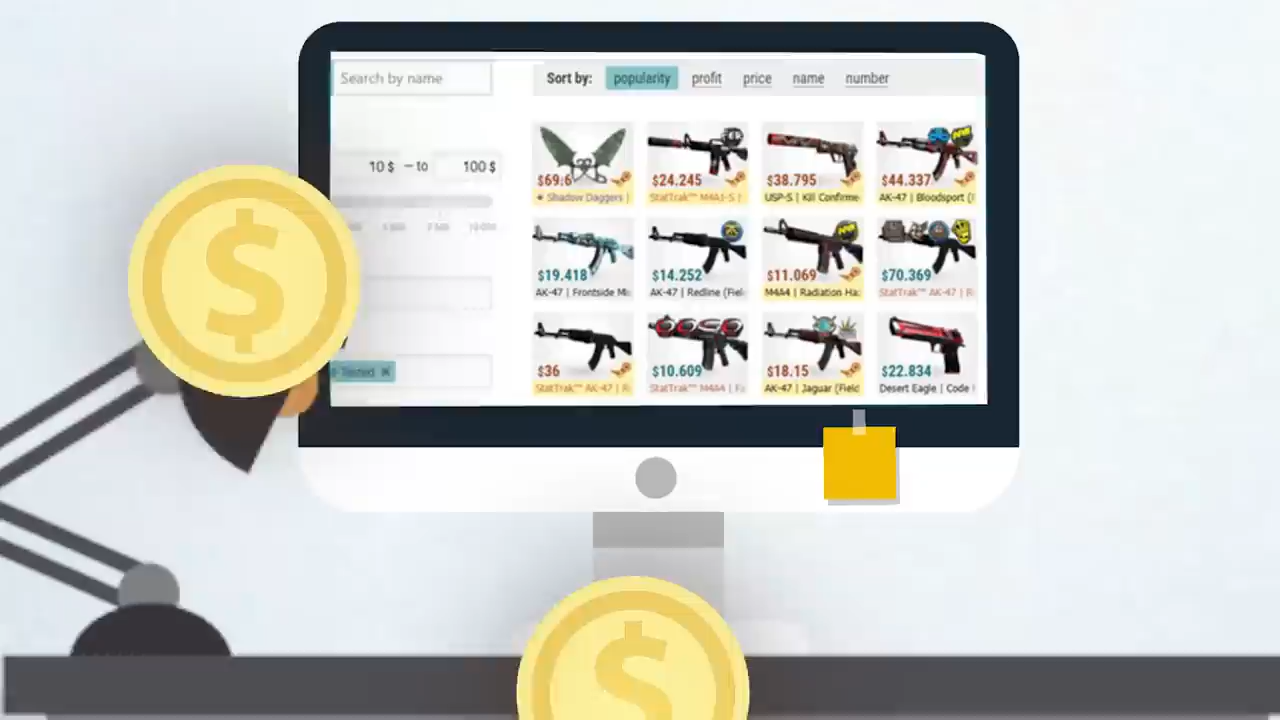 Search by name
Sort by: popularity profit price name number
10 $ – to 100 $
$69.6
★ Shadow Daggers |
$24.245
StatTrak™ M4A1-S |
$38.795
USP-S | Kill Confirme
$44.337
AK-47 | Bloodsport (
$19.418
AK-47 | Frontside Mi
$14.252
AK-47 | Redline (Fiel
$11.069
M4A4 | Radiation Ha
$70.369
StatTrak™ AK-47 | R
$36
StatTrak™ AK-47 | R
$10.609
StatTrak™ M4A4 |
$18.15
AK-47 | Jaguar (Field
$22.834
Desert Eagle | Code
Tested ×
$
$